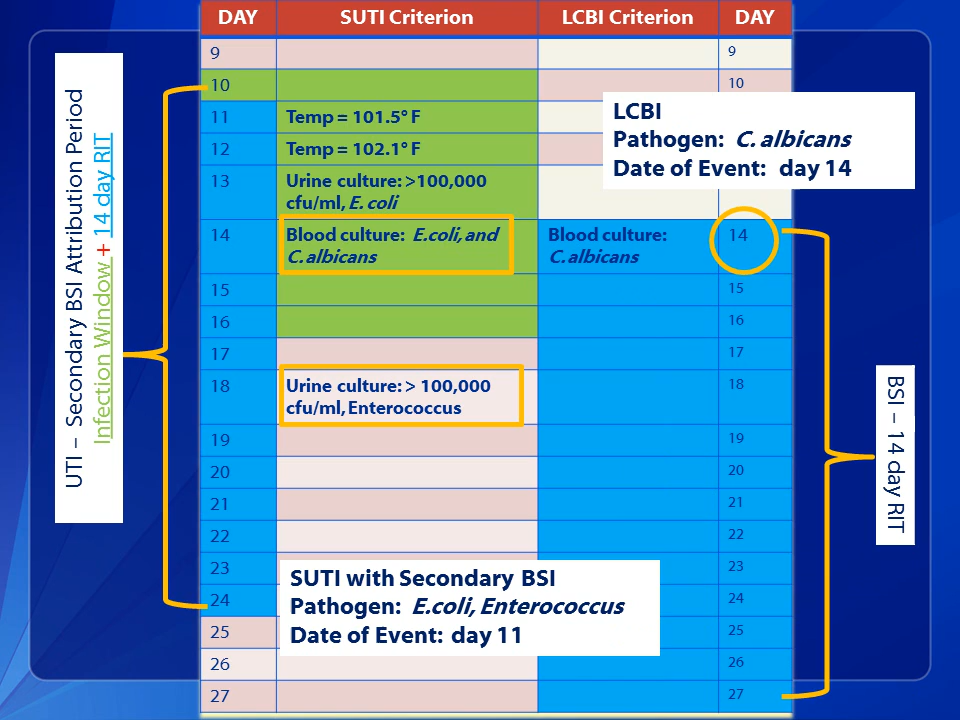 DAY SUTI Criterion LCBI Criterion DAY
9 9
10 10
11 Temp = 101.5° F
12 Temp = 102.1° F
13 Urine culture: >100,000
cfu/ml, E. coli
LCBI
Pathogen: C. albicans
Date of Event: day 14
14 Blood culture: E.coli, and Blood culture: 14
C. albicans C. albicans
15 15
16 16
17 17
18 Urine culture: > 100,000 18
cfu/ml, Enterococcus
19 19
20 20
21 21
22 22
23 23
24 24
25 25
26 26
27 27
SUTI with Secondary BSI
Pathogen: E.coli, Enterococcus
Date of Event: day 11
UTI – Secondary BSI Attribution Period
Infection Window + 14 day RIT
BSI – 14 day RIT